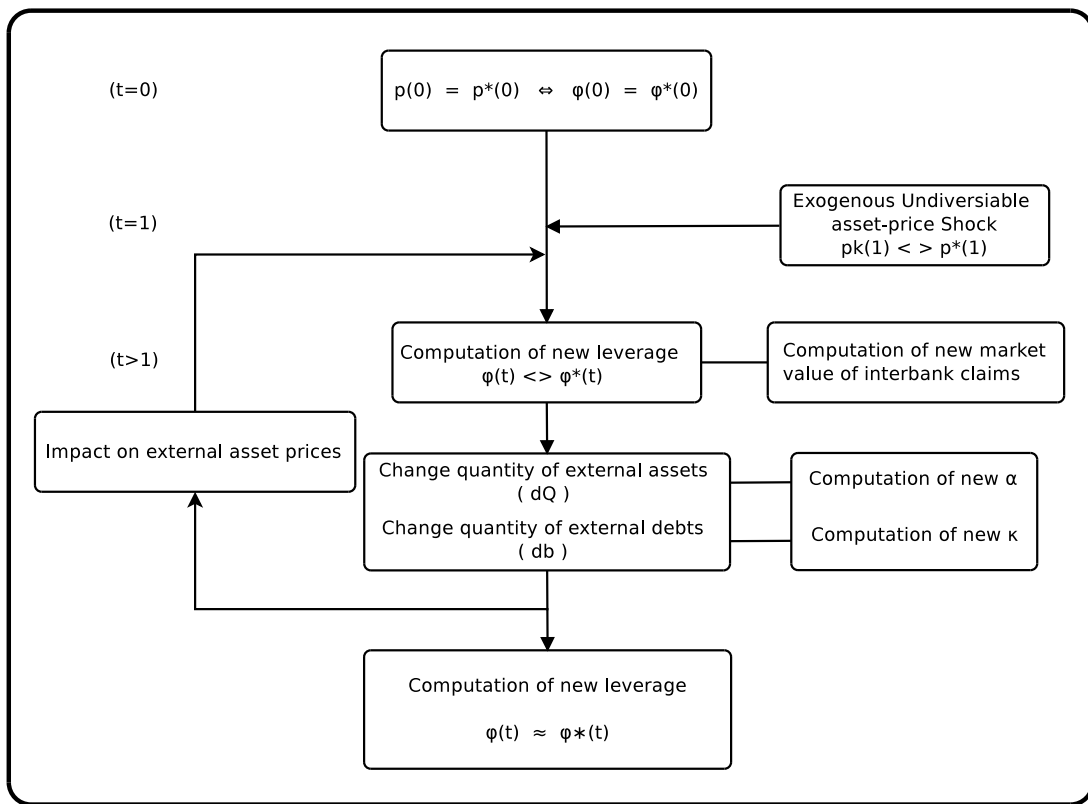 (t=0)
p(0) = p*(0) ⇔ φ(0) = φ*(0)
(t=1)
Exogenous Undiversiable
asset-price Shock
pk(1) < > p*(1)
(t>1)
Computation of new leverage
φ(t) <> φ*(t)
Computation of new market
value of interbank claims
Impact on external asset prices
Change quantity of external assets
( dQ )
Change quantity of external debts
( db )
Computation of new α
Computation of new κ
Computation of new leverage
φ(t) ≈ φ∗(t)